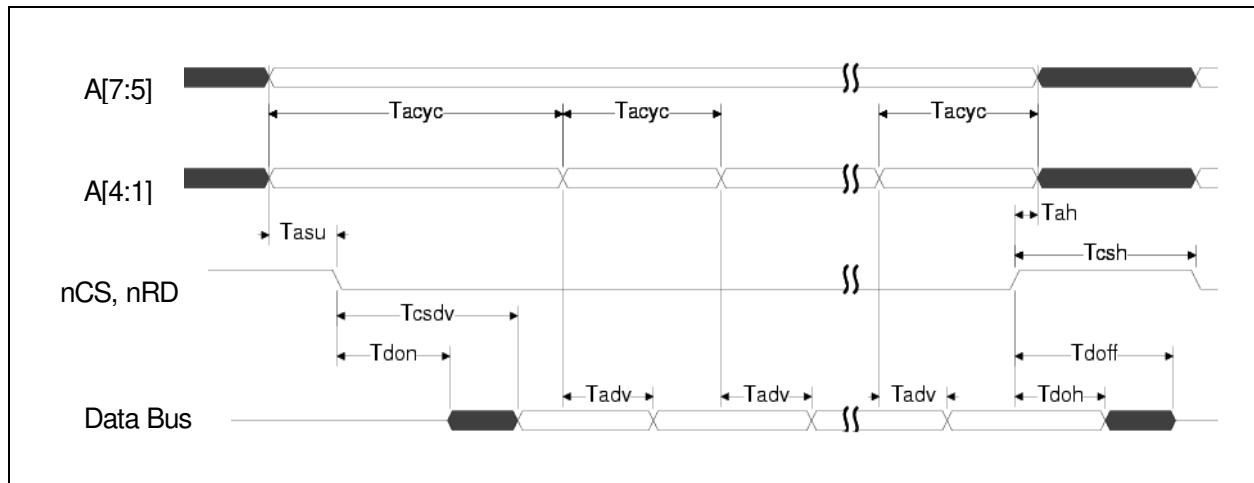 A[7:5]
Tacyc Tacyc Tacyc
A[4:1]
Tah
Tasu
Tcsh
nCS, nRD
Tcsdv
Tdon Tdoff
Tadv Tadv Tadv Tdoh
Data Bus